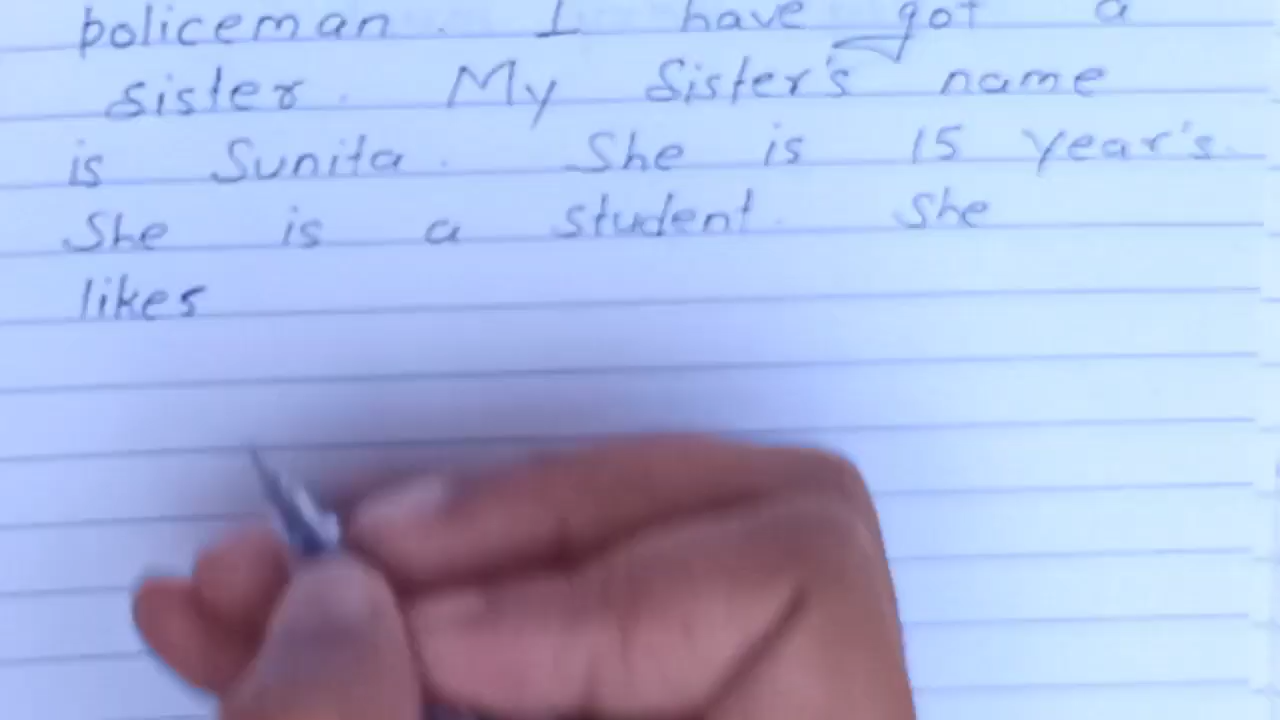 policeman. I have got a
sister. My Sister's name
is Sunita. She is 15 year's.
She is a student. She
likes